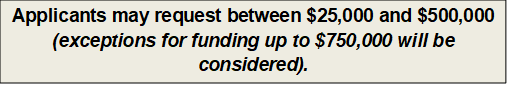 Applicants may request between $25,000 and $500,000
(exceptions for funding up to $750,000 will be
considered).